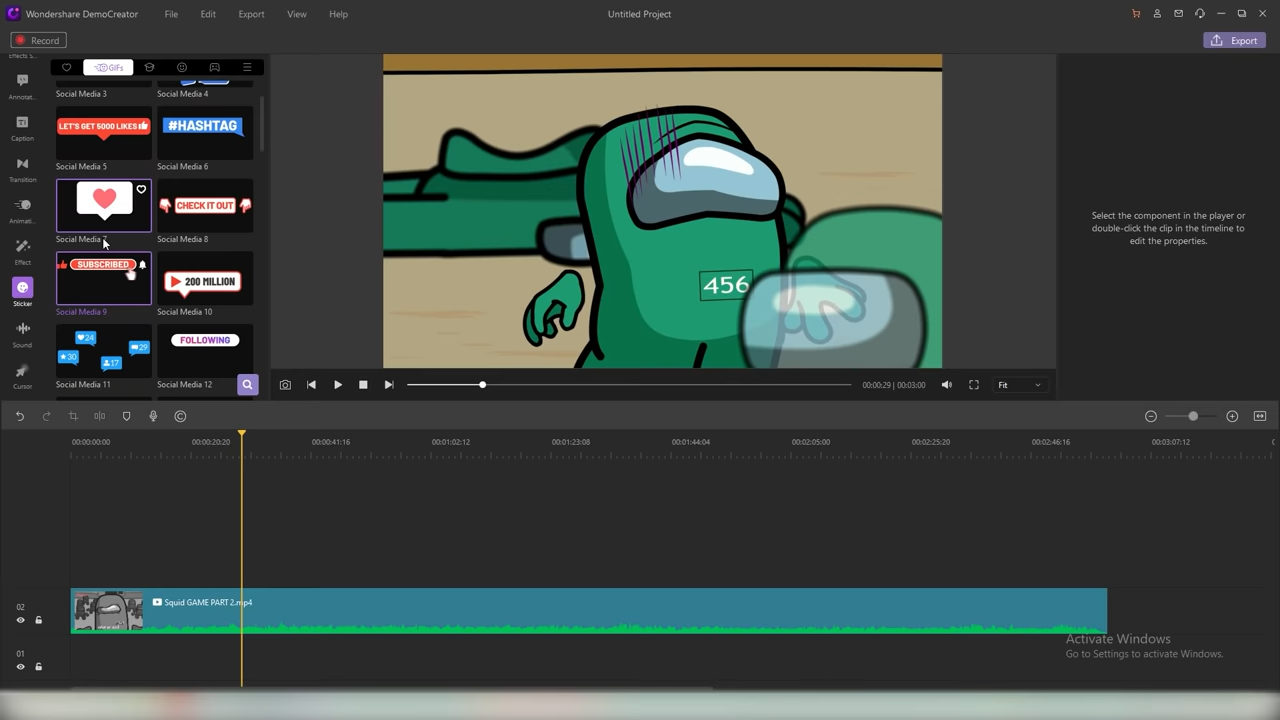 Wondershare DemoCreator File Edit Export View Help Untitled Project
Record Export
Effects S...
GIFs
Annotat...
Caption
Transition
Animati...
Effect
Sticker
Sound
Cursor
Social Media 3 Social Media 4
LET'S GET 5000 LIKES #HASHTAG
Social Media 5 Social Media 6
CHECK IT OUT
Social Media 7 Social Media 8
SUBSCRIBED 200 MILLION
Social Media 9 Social Media 10
24 30 17 29 FOLLOWING
Social Media 11 Social Media 12
456
Select the component in the player or
double-click the clip in the timeline to
edit the properties.
00:00:29 | 00:03:00 Fit
00:00:00:00 00:00:20:20 00:00:41:16 00:01:02:12 00:01:23:08 00:01:44:04 00:02:05:00 00:02:25:20 00:02:46:16 00:03:07:12
02 Squid GAME PART 2.mp4
01
Activate Windows
Go to Settings to activate Windows.